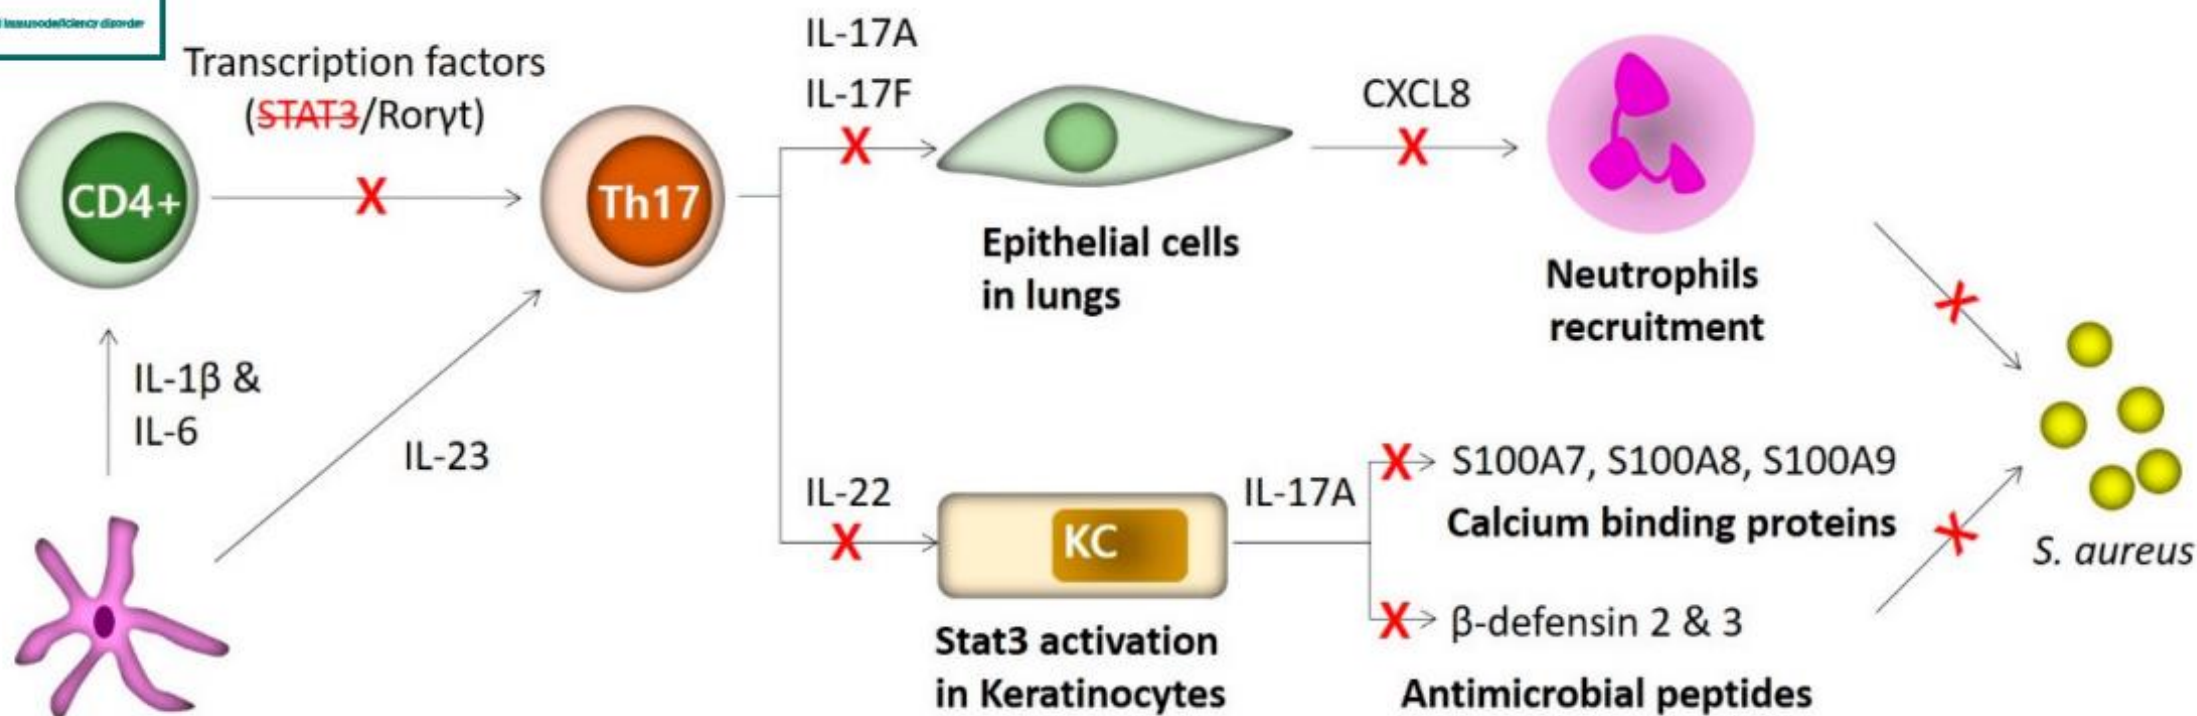 immunodeficiency disorder
Transcription factors
(STAT3/Rorγt)
CD4+
Th17
IL-17A
IL-17F
CXCL8
Epithelial cells
in lungs
Neutrophils
recruitment
IL-1β &
IL-6
IL-23
IL-22
KC
IL-17A
S100A7, S100A8, S100A9
Calcium binding proteins
S. aureus
β-defensin 2 & 3
Stat3 activation
in Keratinocytes
Antimicrobial peptides